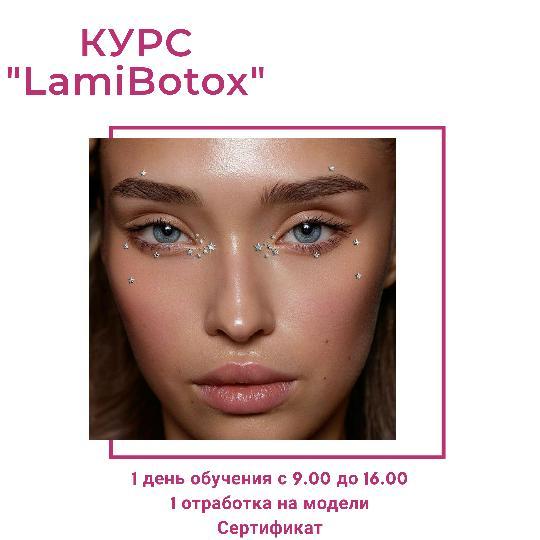 КУРС
"LamiBotox"
1 день обучения с 9.00 до 16.00
1 отработка на модели
Сертификат